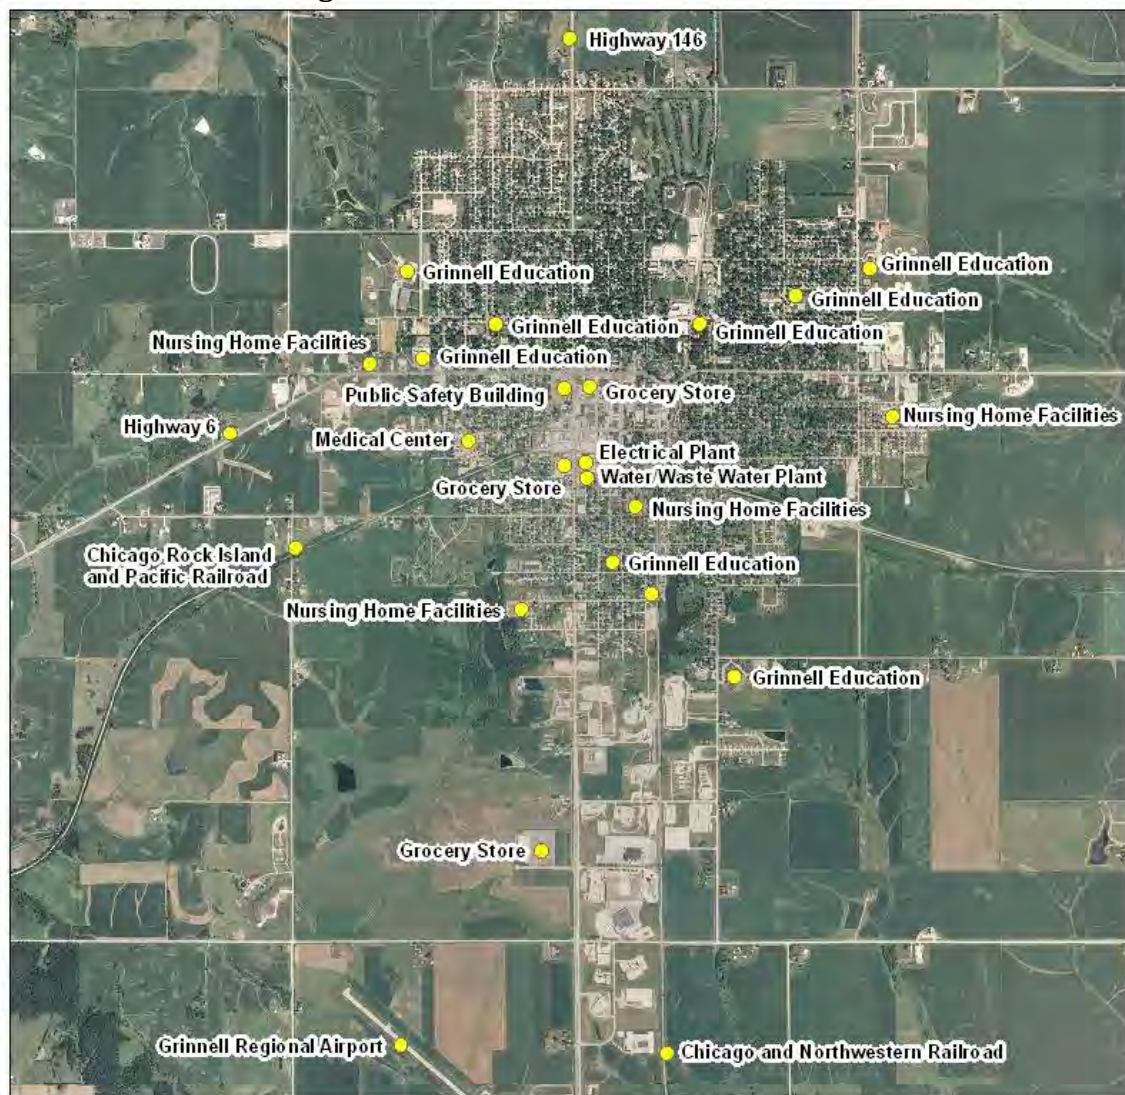 Highway 146
Grinnell Education
Grinnell Education
Grinnell Education
Grinnell Education
Grinnell Education
Nursing Home Facilities
Grinnell Education
Public Safety Building
Grocery Store
Nursing Home Facilities
Highway 6
Medical Center
Electrical Plant
Water/Waste Water Plant
Grocery Store
Nursing Home Facilities
Chicago Rock Island
and Pacific Railroad
Grinnell Education
Nursing Home Facilities
Grinnell Education
Grocery Store
Grinnell Regional Airport
Chicago and Northwestern Railroad